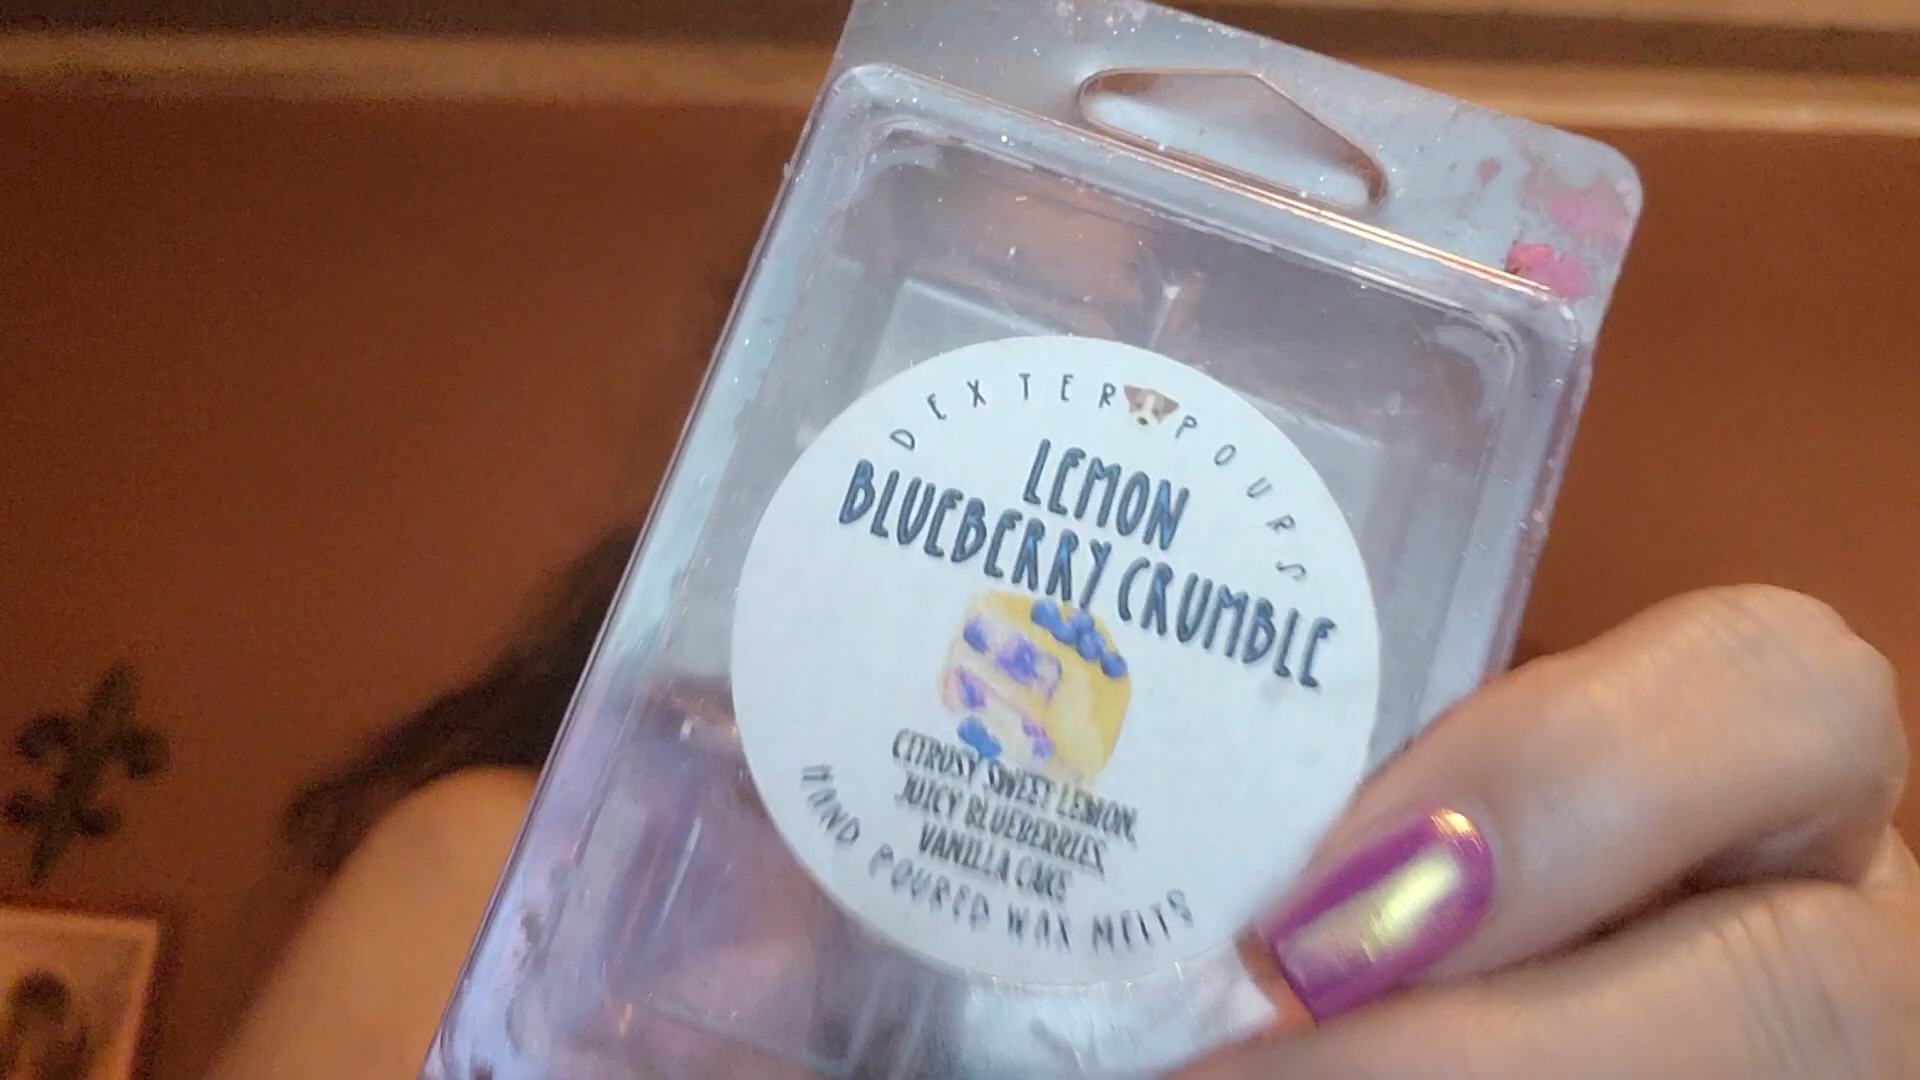 DEXTER POURS
LEMON
BLUEBERRY CRUMBLE
CITRUSY SWEET LEMON,
JUICY BLUEBERRIES,
VANILLA CAKE
HAND POURED WAX MELTS